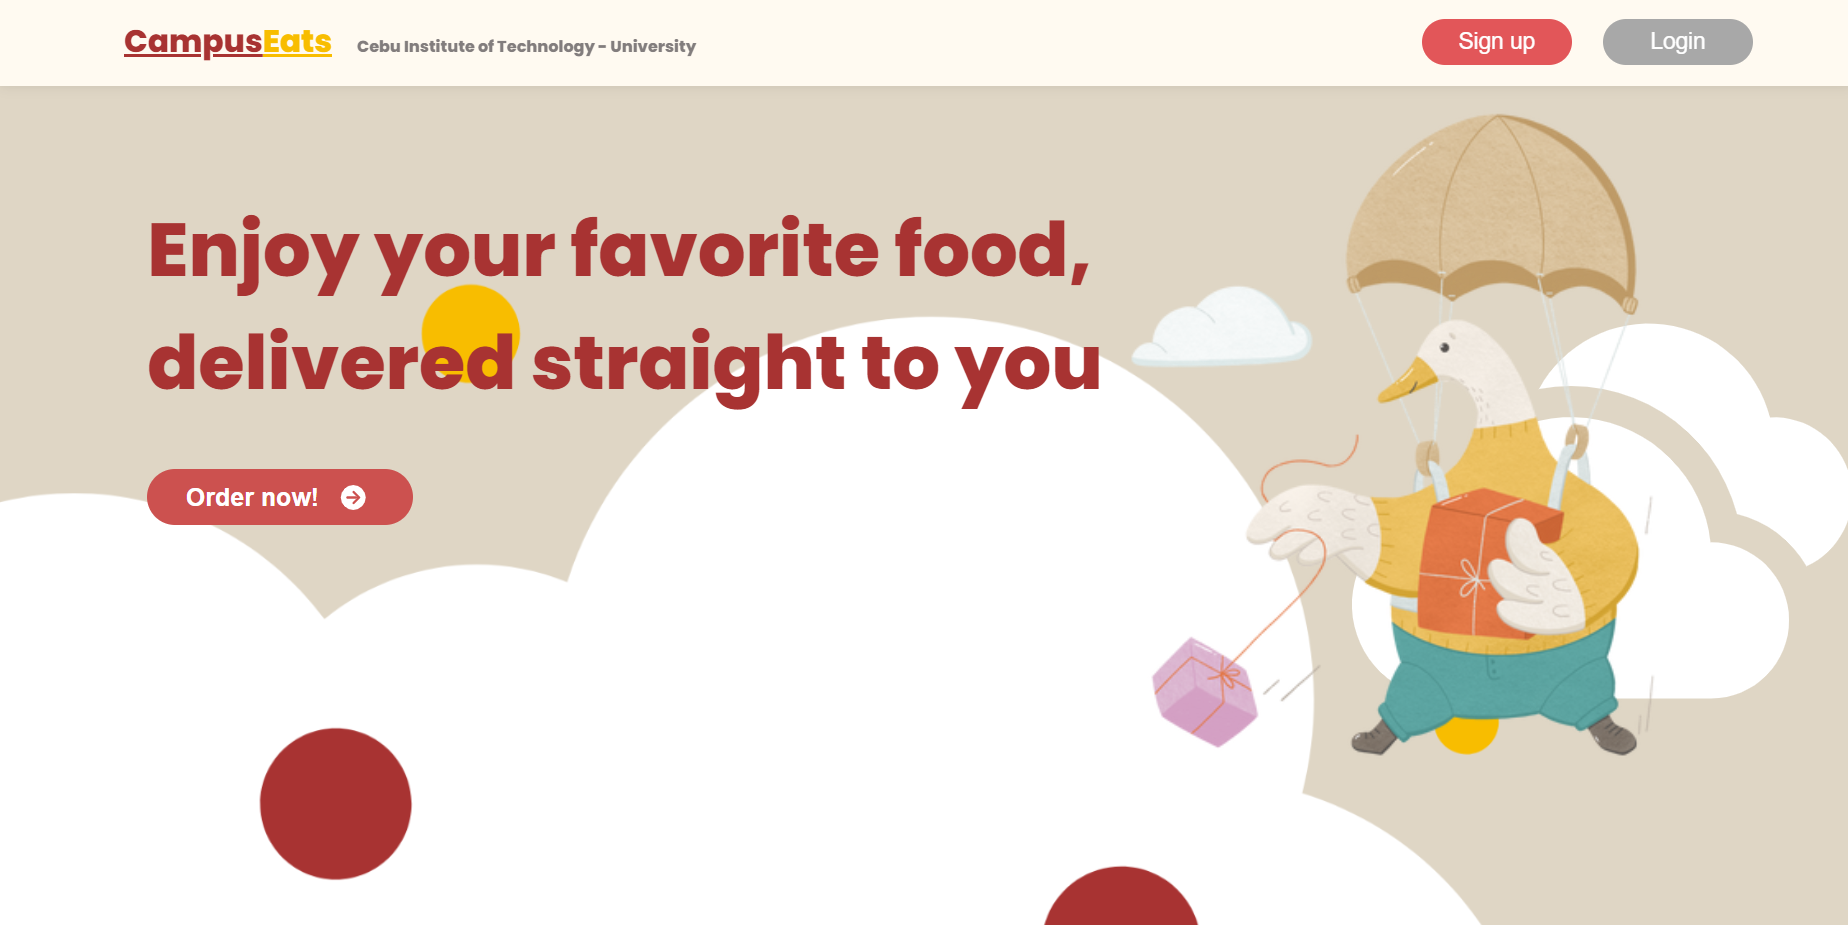 CampusEats
Cebu Institute of Technology - University
Sign up
Login
Enjoy your favorite food,
delivered straight to you
Order now!